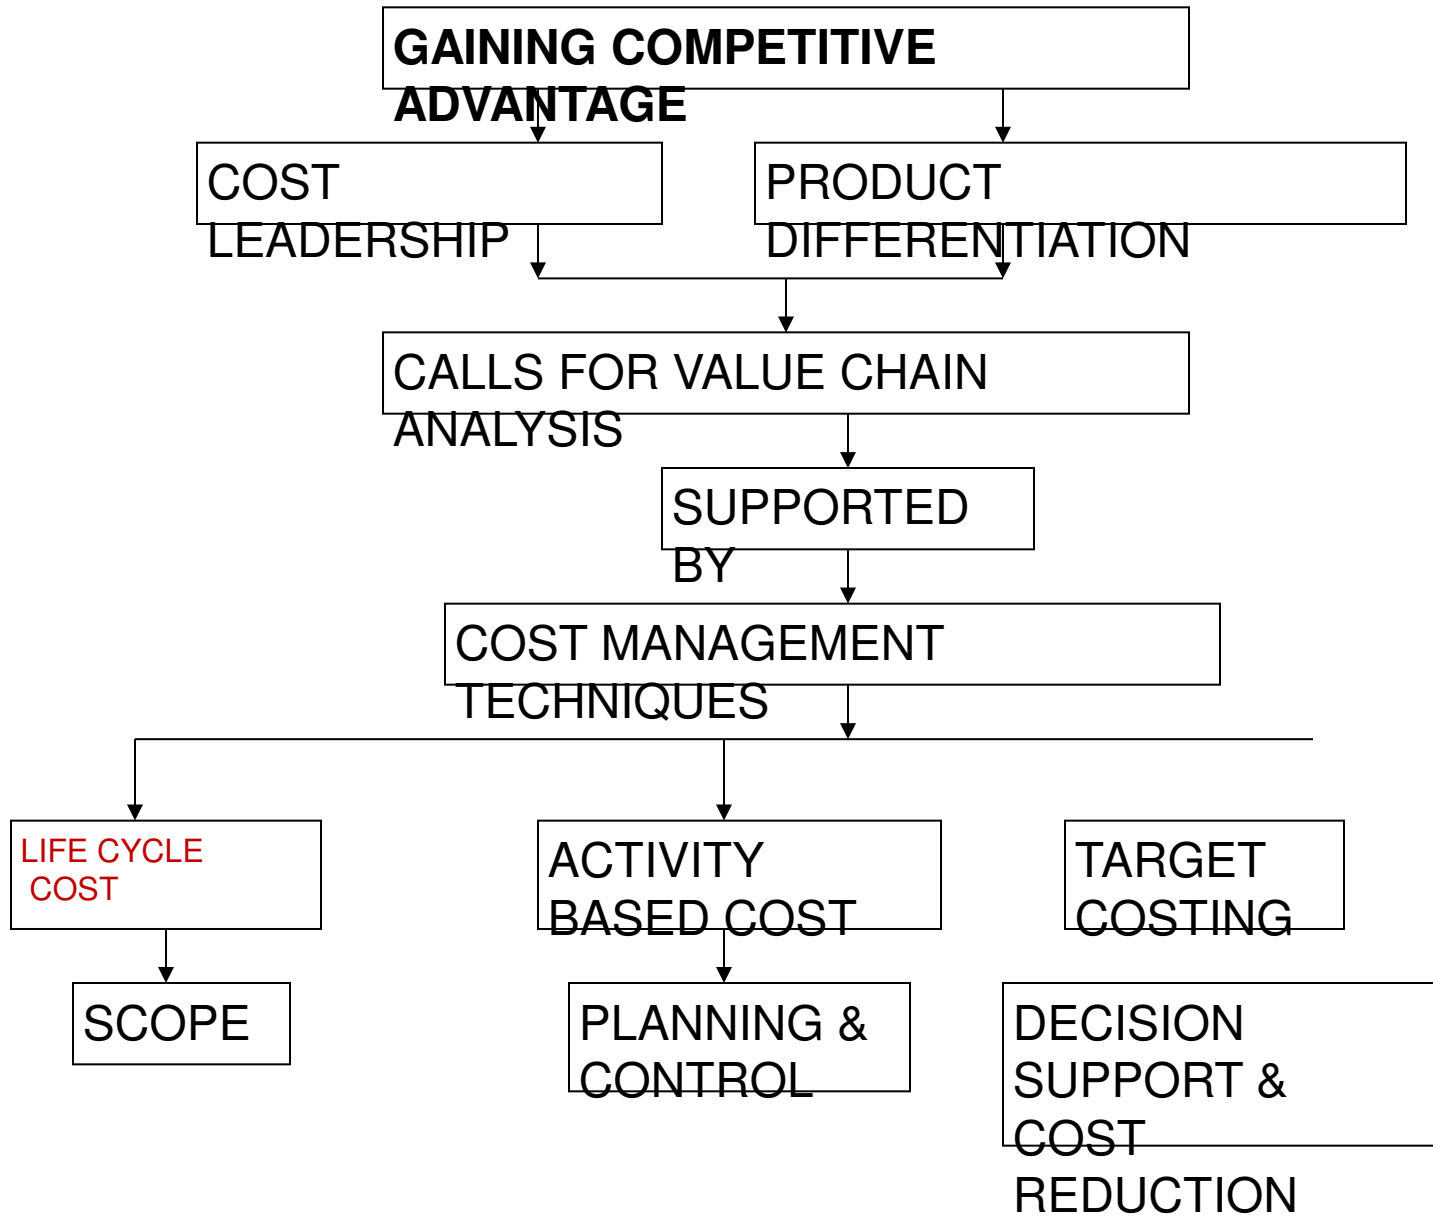 GAINING COMPETITIVE
ADVANTAGE
COST
LEADERSHIP
PRODUCT
DIFFERENTIATION
CALLS FOR VALUE CHAIN
ANALYSIS
SUPPORTED
BY
COST MANAGEMENT
TECHNIQUES
LIFE CYCLE
COST
ACTIVITY
BASED COST
TARGET
COSTING
SCOPE
PLANNING &
CONTROL
DECISION
SUPPORT &
COST
REDUCTION